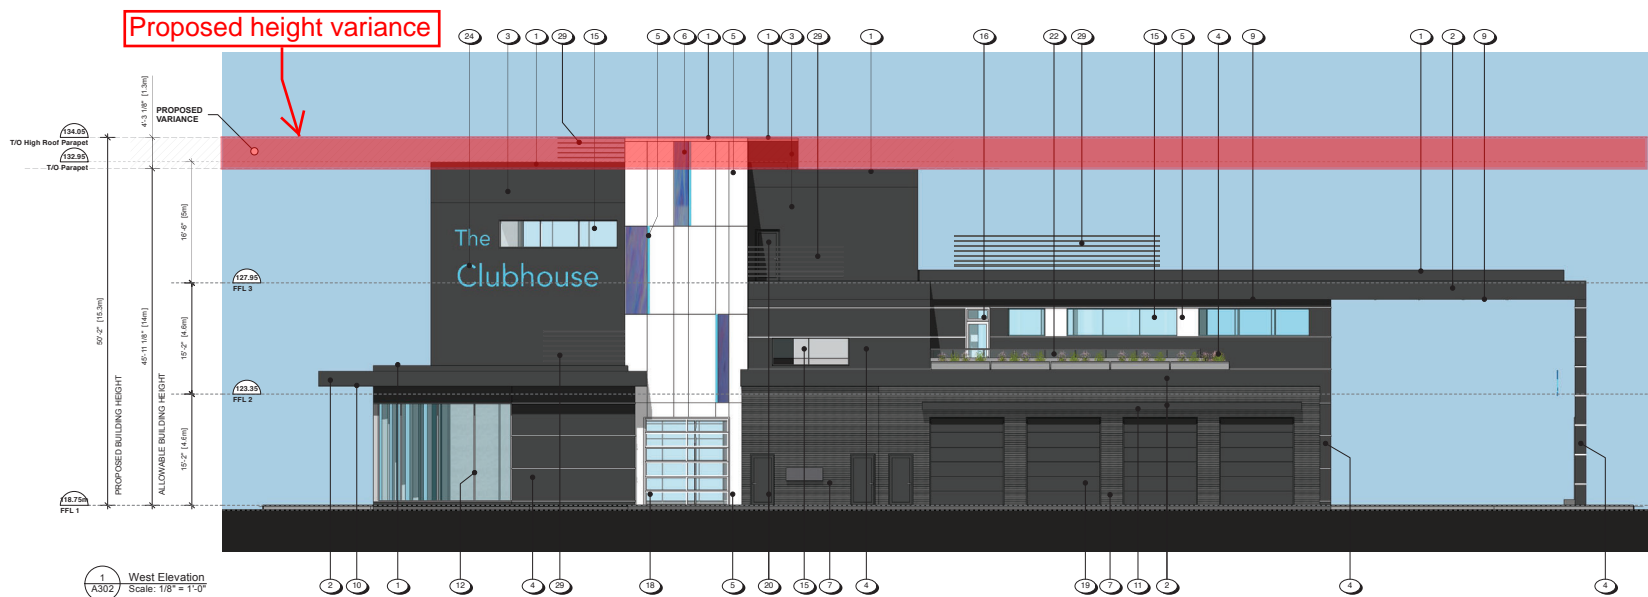 Proposed height variance
24 3 1 29 15 5 6 1 5 1 3 29 1 16 22 29 15 5 4 9 1 2 9
4'-3 1/8" [1.3m]
PROPOSED
VARIANCE
134.05
T/O High Roof Parapet
132.95
T/O Parapet
16'-6" [5m]
The
Clubhouse
127.95
FFL 3
50'-2" [15.3m]
45'-11 1/8" [14m]
15'-2" [4.6m]
123.35
FFL 2
PROPOSED BUILDING HEIGHT
ALLOWABLE BUILDING HEIGHT
15'-2" [4.6m]
118.75m
FFL 1
1
A302
West Elevation
Scale: 1/8" = 1'-0"
2 10 1 12 4 29 18 5 20 15 7 4 19 7 11 2 4 4